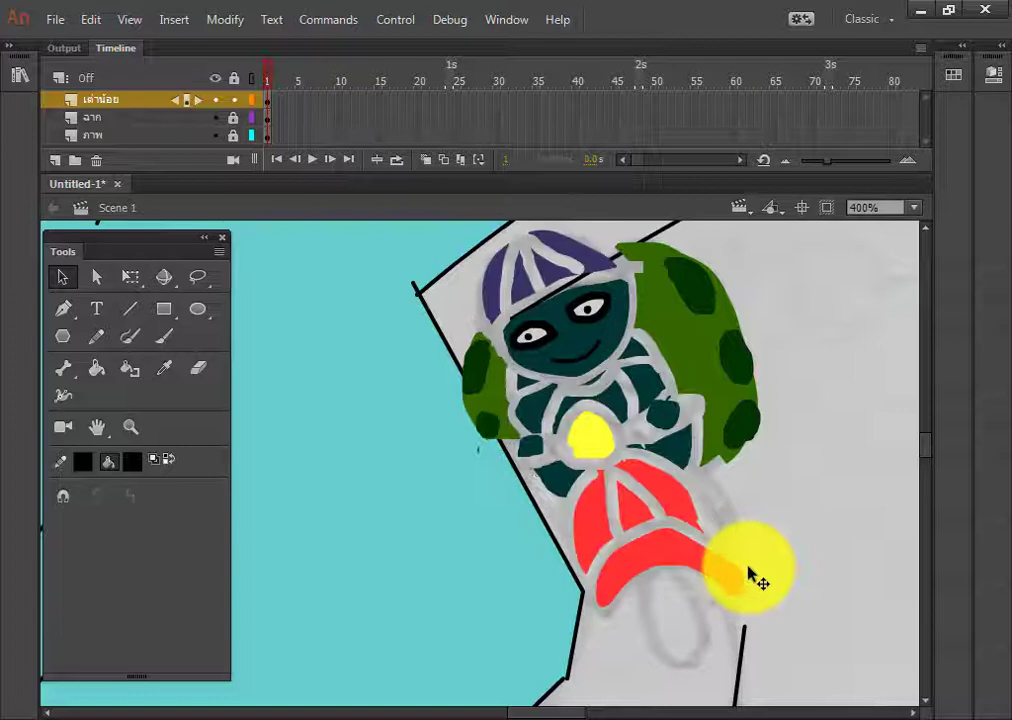 An File Edit View Insert Modify Text Commands Control Debug Window Help Classic
Output Timeline
1s 2s 3s
Off 1 5 10 15 20 25 30 35 40 45 50 55 60 65 70 75 80
เต่าน้อย
ฉาก
ภาพ
1 0.0s
Untitled-1* ×
Scene 1 400%
Tools
T